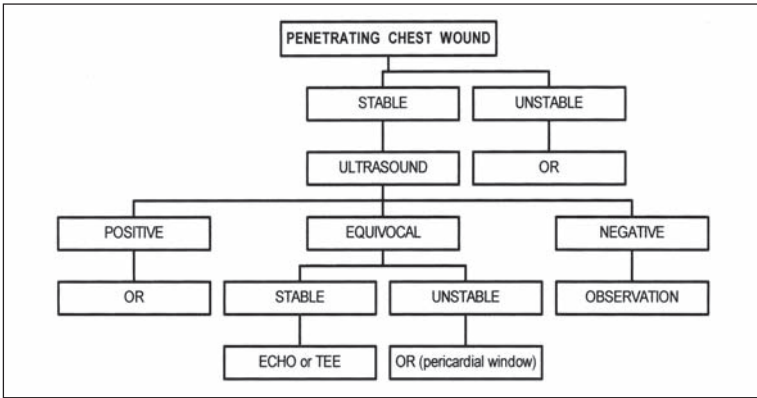 PENETRATING CHEST WOUND
STABLE
UNSTABLE
ULTRASOUND
OR
POSITIVE
EQUIVOCAL
NEGATIVE
OR
STABLE
UNSTABLE
OBSERVATION
ECHO or TEE
OR (pericardial window)